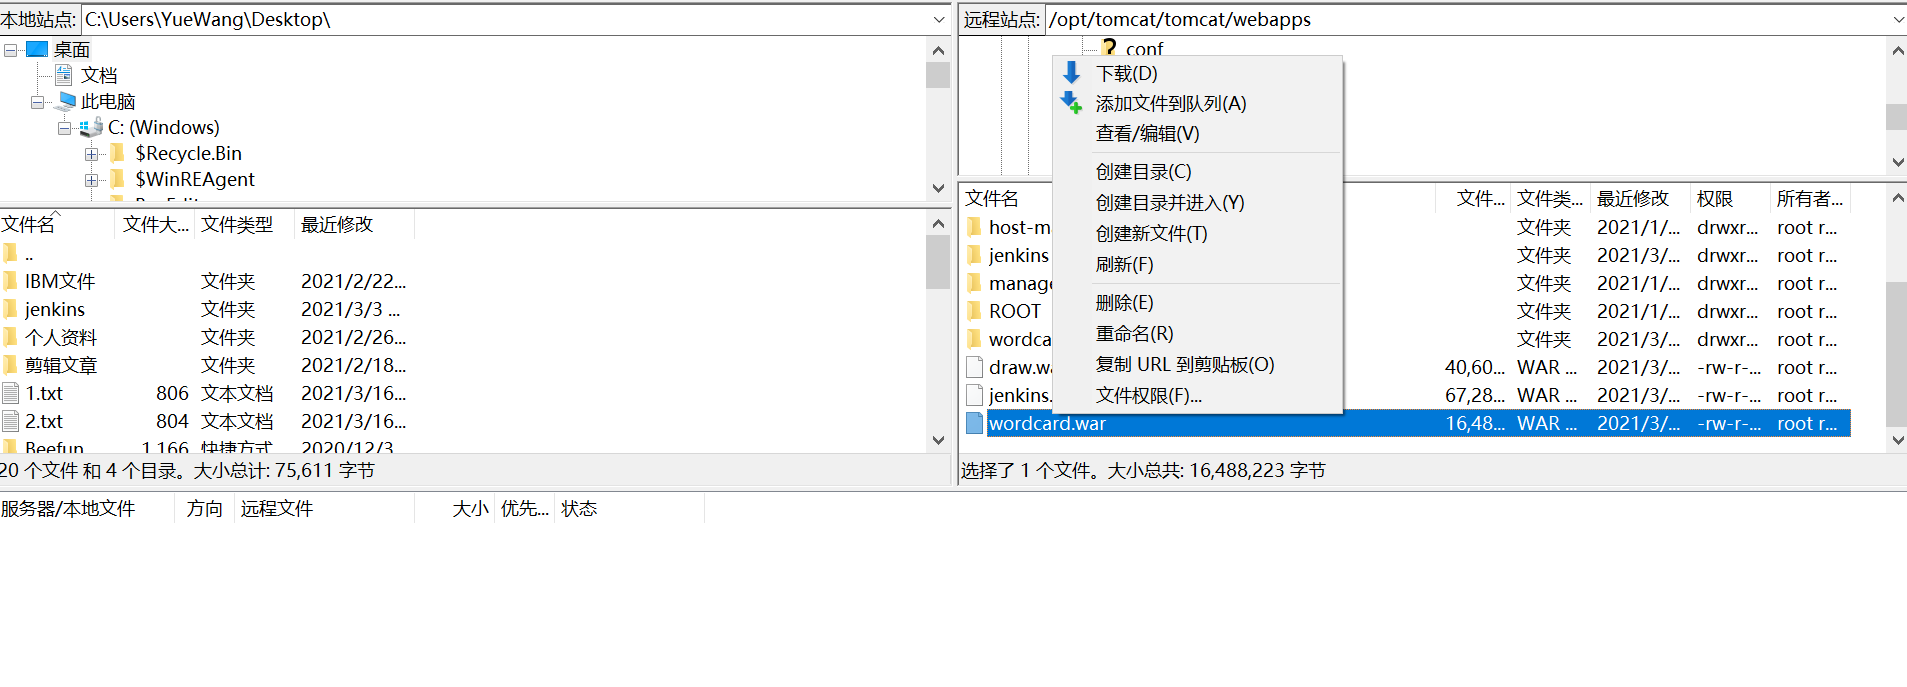 本地站点: C:\Users\YueWang\Desktop\
桌面
文档
此电脑
C: (Windows)
$Recycle.Bin
$WinREAgent
文件名 文件大... 文件类型 最近修改
..
IBM文件 文件夹 2021/2/22...
jenkins 文件夹 2021/3/3 ...
个人资料 文件夹 2021/2/26...
剪辑文章 文件夹 2021/2/18...
1.txt 806 文本文档 2021/3/16...
2.txt 804 文本文档 2021/3/16...
Beefun 1,166 快捷方式 2020/12/3
20 个文件 和 4 个目录。大小总计: 75,611 字节
远程站点: /opt/tomcat/tomcat/webapps
conf
下载(D)
添加文件到队列(A)
查看/编辑(V)
创建目录(C)
创建目录并进入(Y)
创建新文件(T)
刷新(F)
删除(E)
重命名(R)
复制 URL 到剪贴板(O)
文件权限(F)...
文件名 文件... 文件类... 最近修改 权限 所有者...
host-ma 文件夹 2021/1/... drwxr... root r...
jenkins 文件夹 2021/3/... drwxr... root r...
manage 文件夹 2021/1/... drwxr... root r...
ROOT 文件夹 2021/1/... drwxr... root r...
wordca 文件夹 2021/3/... drwxr... root r...
draw.wa 40,60... WAR ... 2021/3/... -rw-r-... root r...
jenkins. 67,28... WAR ... 2021/3/... -rw-r-... root r...
wordcard.war 16,48... WAR ... 2021/3/... -rw-r-... root r...
选择了 1 个文件。大小总共: 16,488,223 字节
服务器/本地文件 方向 远程文件 大小 优先... 状态